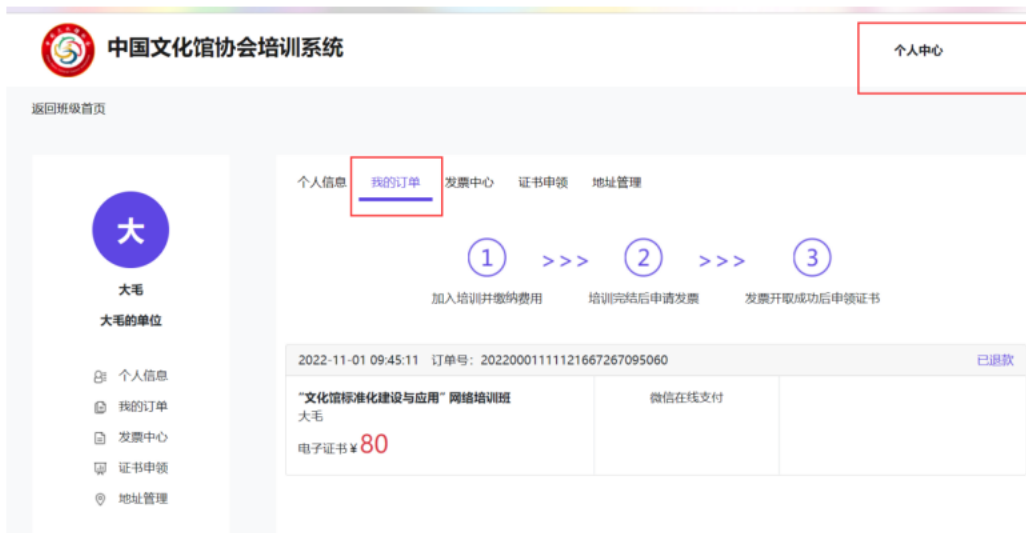 中国文化馆协会培训系统
个人中心
返回班级首页
大
大毛
大毛的单位
个人信息
我的订单
发票中心
证书申领
地址管理
个人信息 我的订单 发票中心 证书申领 地址管理
1 >>> 2 >>> 3
加入培训并缴纳费用 培训完结后申请发票 发票开取成功后申领证书
2022-11-01 09:45:11 订单号：20220001111121667267095060 已退款
“文化馆标准化建设与应用”网络培训班 微信在线支付
大毛
电子证书¥80